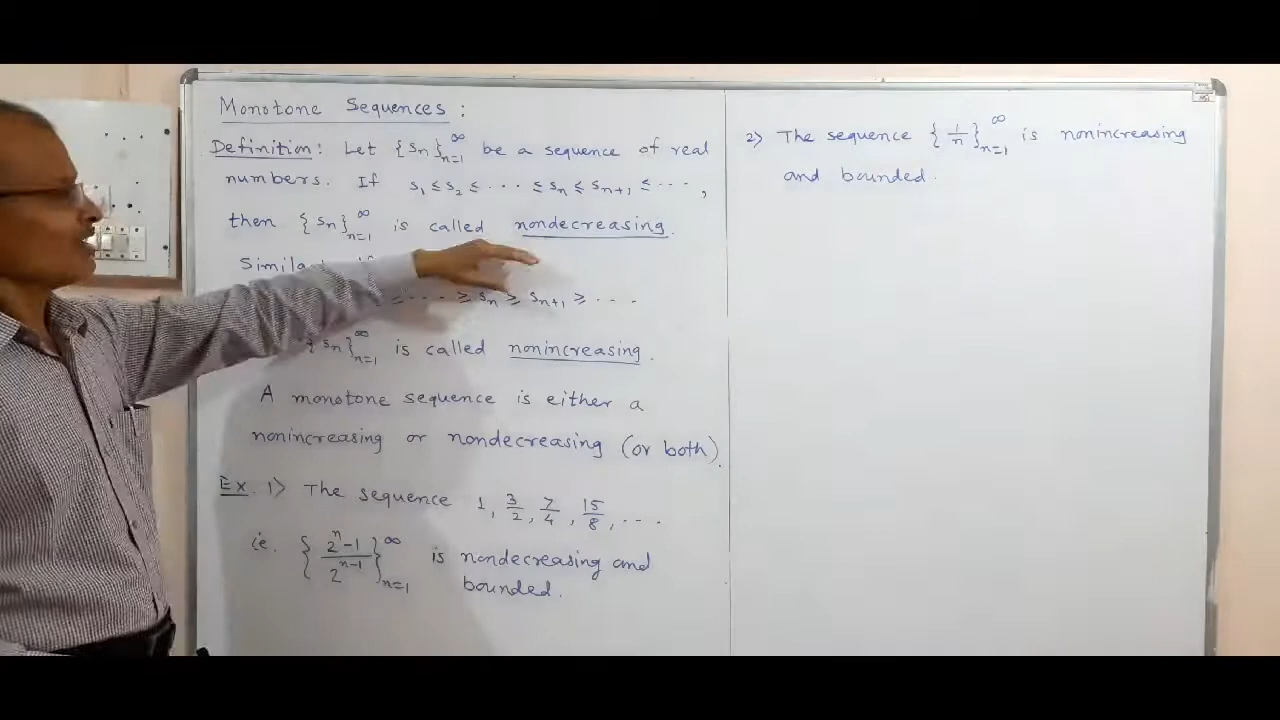 Monotone Sequences :
Definition: Let {sₙ}ₙ₌₁^∞ be a sequence of real
numbers. If s₁ ≤ s₂ ≤ ··· ≤ sₙ ≤ sₙ₊₁ ≤ ··· ,
then {sₙ}ₙ₌₁^∞ is called nondecreasing.
≥ ··· ≥ sₙ ≥ sₙ₊₁ ≥ ···
{sₙ}ₙ₌₁^∞ is called nonincreasing.
A monotone sequence is either a
nonincreasing or nondecreasing (or both).
Ex. 1> The sequence 1, 3/2, 7/4, 15/8, ···
ie. {(2ⁿ-1)/2ⁿ⁻¹}ₙ₌₁^∞ is nondecreasing and
bounded.
2) The sequence {1/n}ₙ₌₁^∞ is nonincreasing
and bounded.